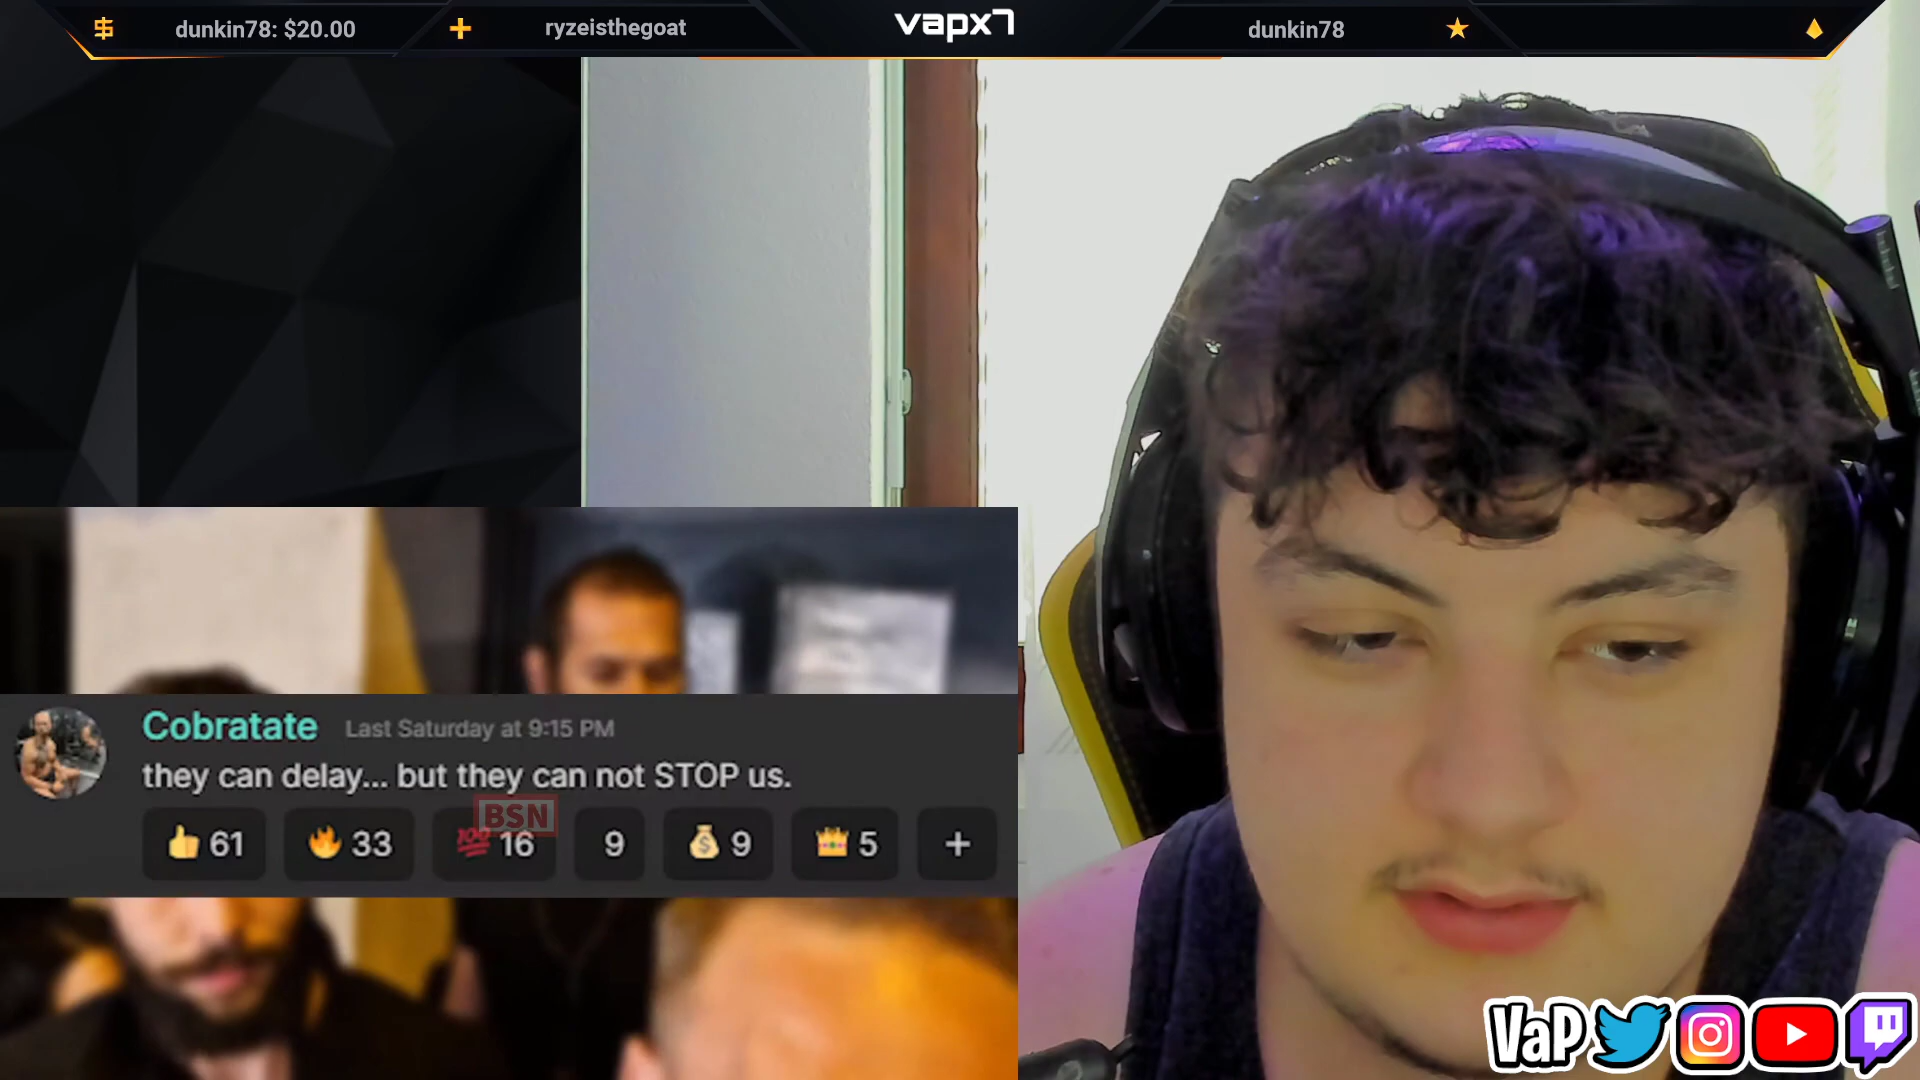 dunkin78: $20.00
ryzeisthegoat
vapx7
dunkin78
Cobratate Last Saturday at 9:15 PM
they can delay... but they can not STOP us.
BSN
61 33 100 16 9 9 5 +
VaP